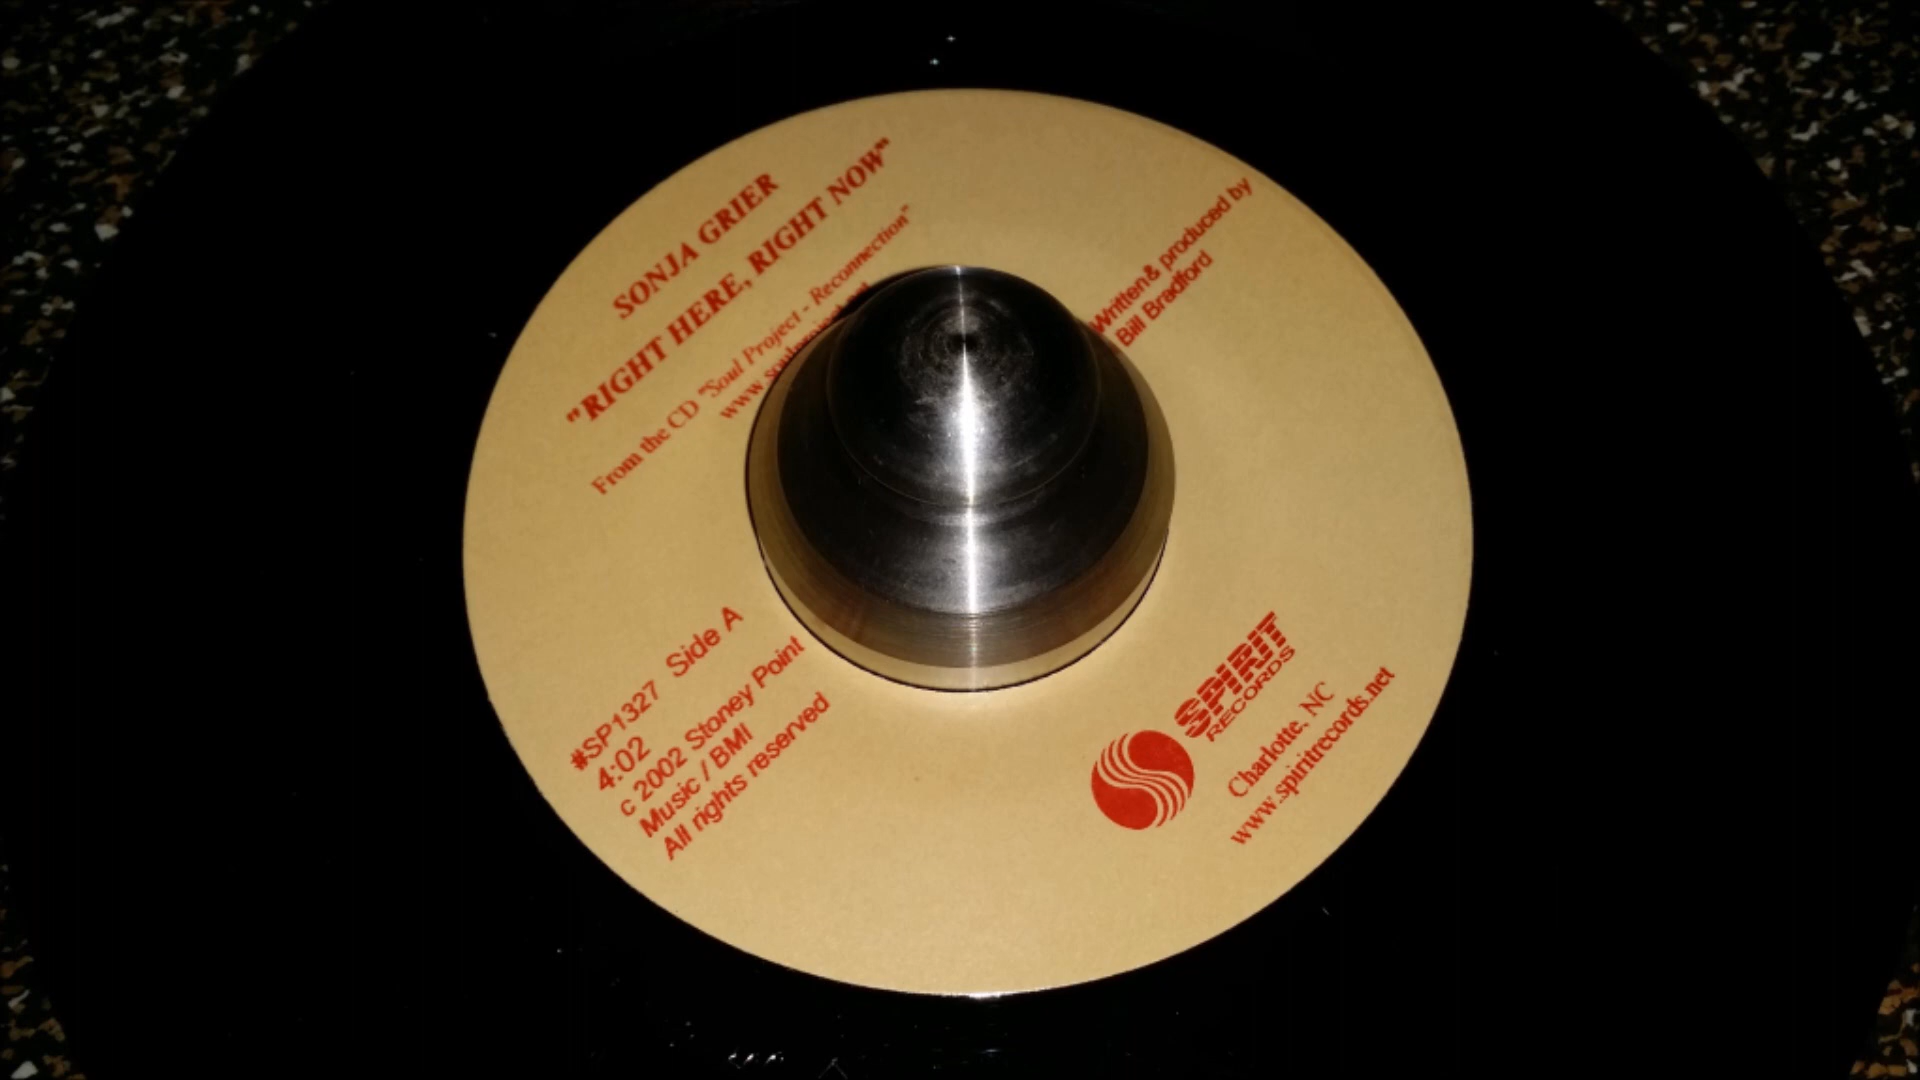 SONJA GRIER
"RIGHT HERE, RIGHT NOW"
From the CD "Soul Project - Reconnection"
Written & produced by
Bill Bradford
#SP1327 Side A
4:02
c 2002 Stoney Point
Music / BMI
All rights reserved
SPIRIT
RECORDS
Charlotte, NC
www.spiritrecords.net